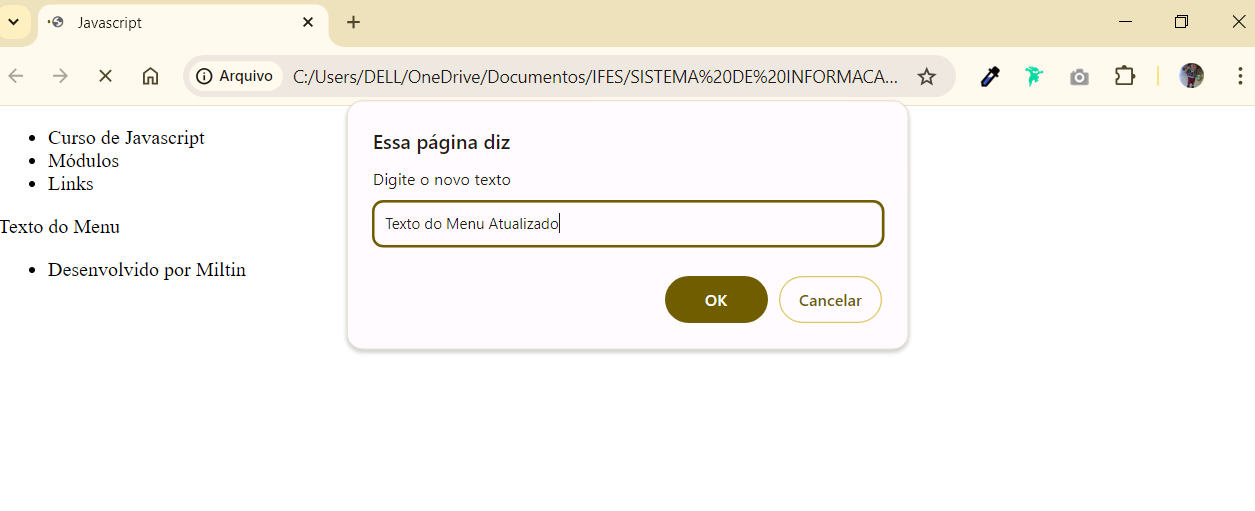 Javascript
Arquivo C:/Users/DELL/OneDrive/Documentos/IFES/SISTEMA%20DE%20INFORMACA...
Curso de Javascript
Módulos
Links
Texto do Menu
Desenvolvido por Miltin
Essa página diz
Digite o novo texto
Texto do Menu Atualizado
OK Cancelar